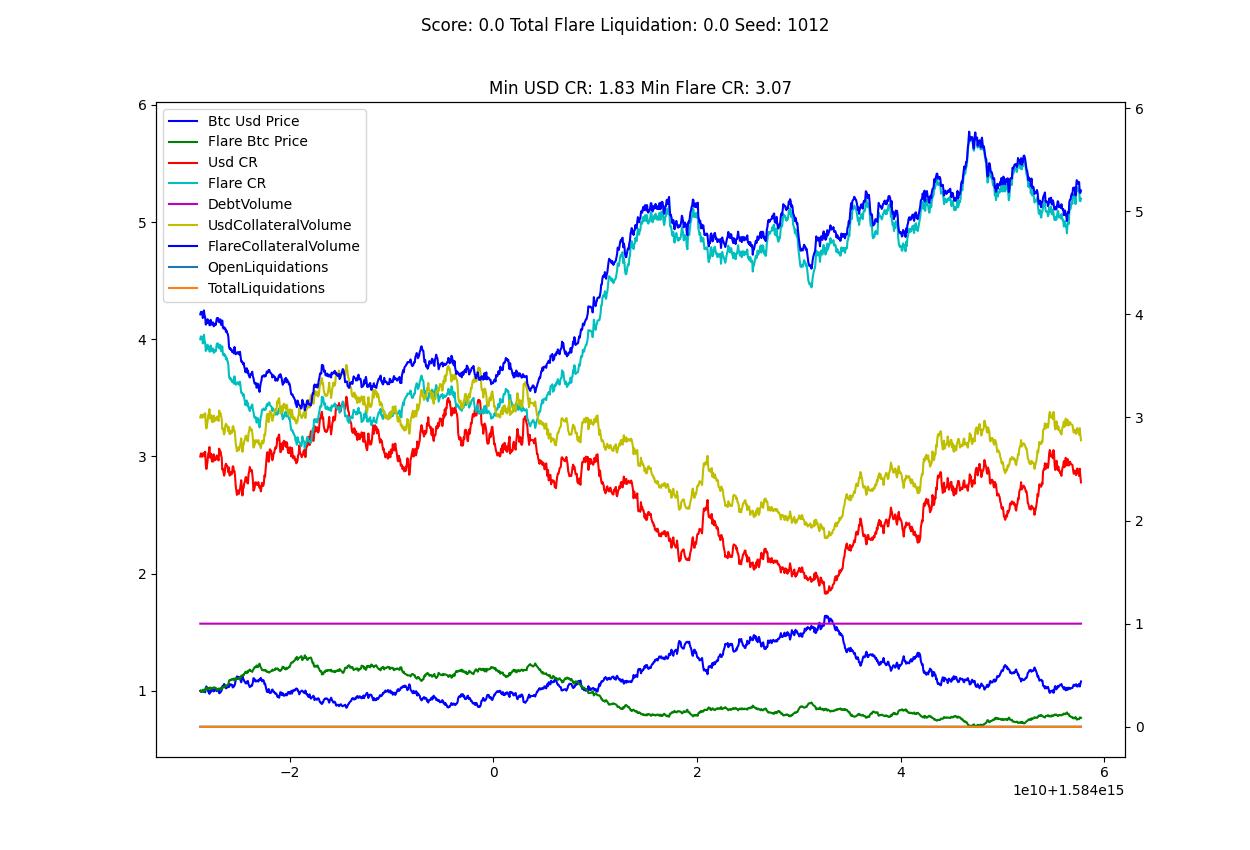 Score: 0.0 Total Flare Liquidation: 0.0 Seed: 1012
Min USD CR: 1.83 Min Flare CR: 3.07
Btc Usd Price
Flare Btc Price
Usd CR
Flare CR
DebtVolume
UsdCollateralVolume
FlareCollateralVolume
OpenLiquidations
TotalLiquidations
6
5
4
3
2
1
6
5
4
3
2
1
0
−2
0
2
4
6
1e10+1.584e15